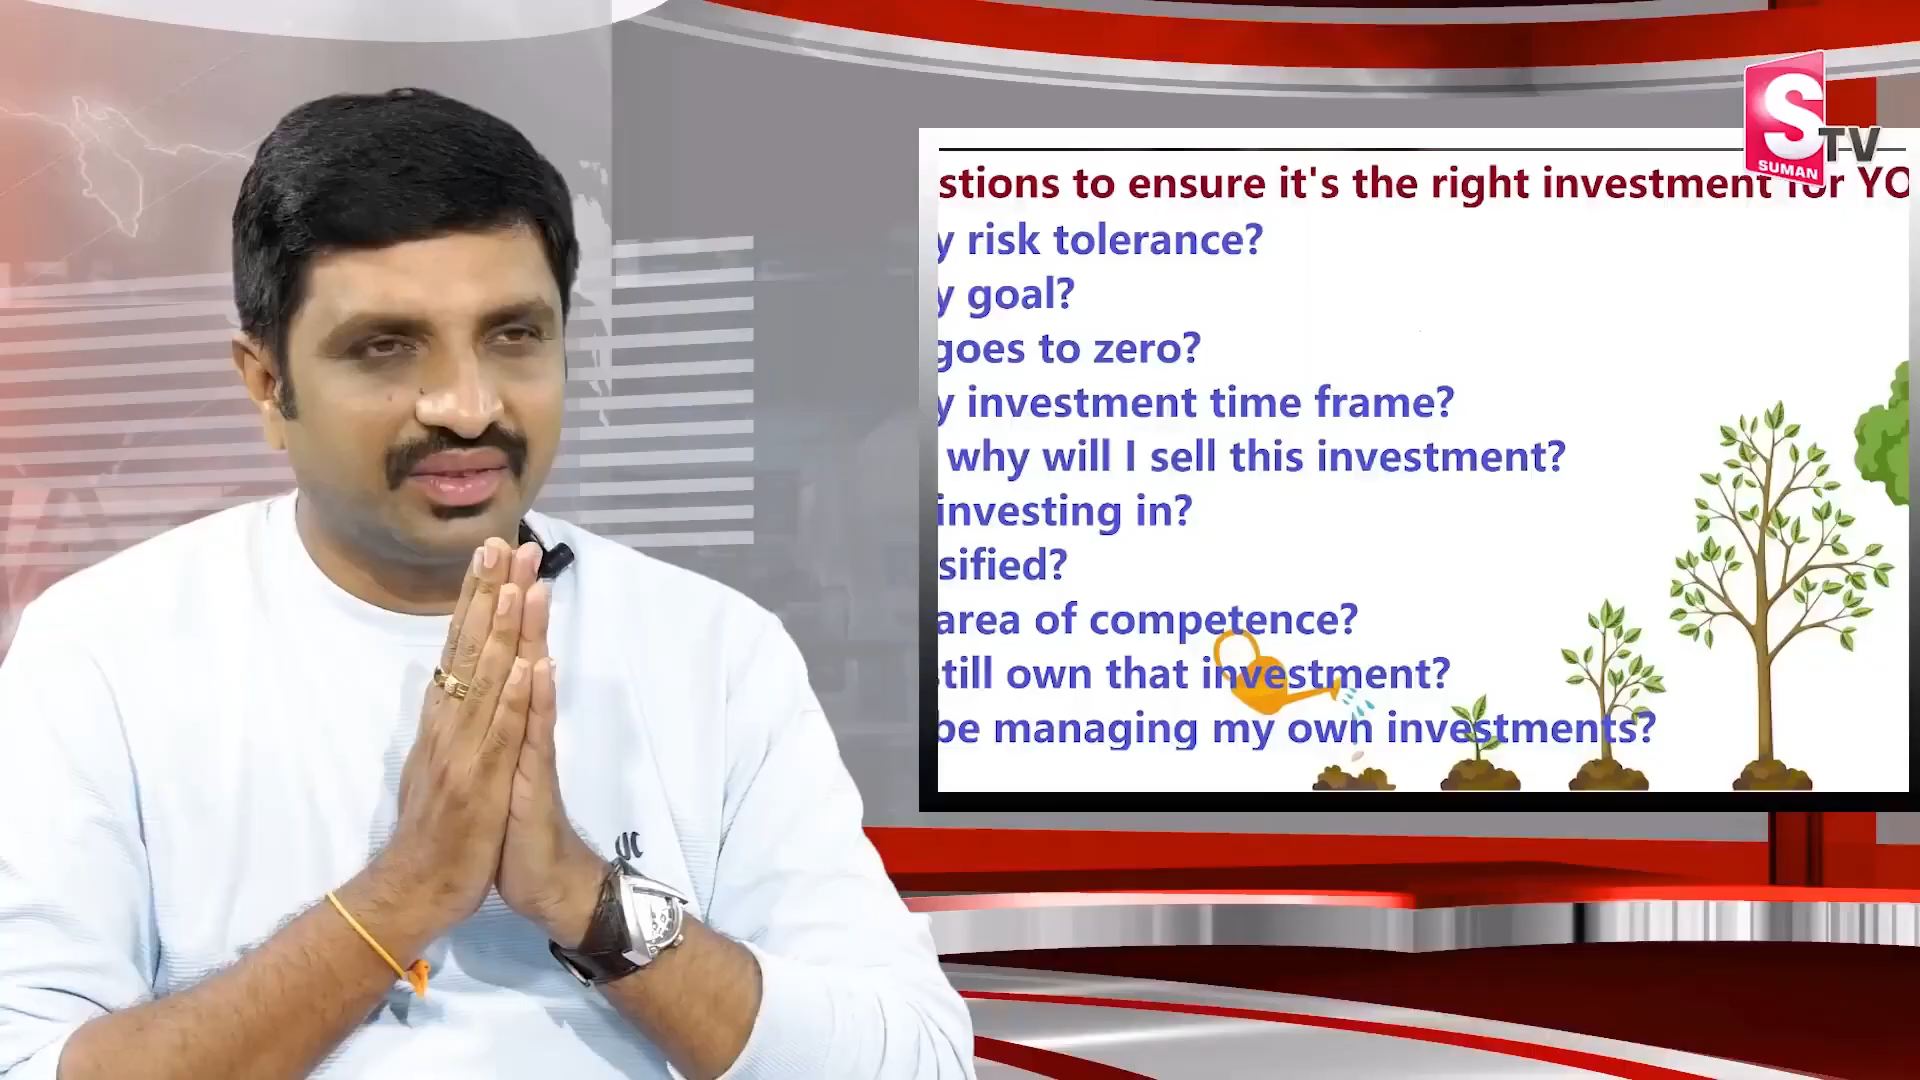 S TV
SUMAN
stions to ensure it's the right investment for YO
y risk tolerance?
y goal?
goes to zero?
y investment time frame?
why will I sell this investment?
investing in?
sified?
area of competence?
till own that investment?
be managing my own investments?